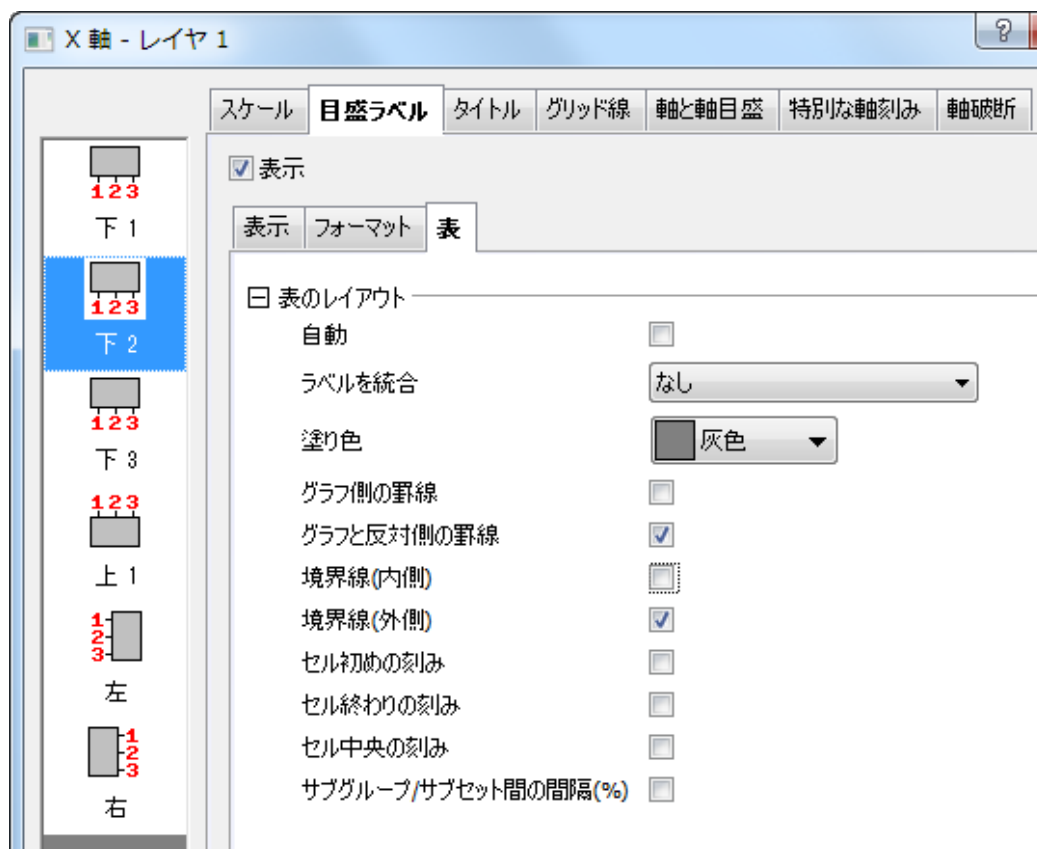 X 軸 - レイヤ 1
?
スケール 目盛ラベル タイトル グリッド線 軸と軸目盛 特別な軸刻み 軸破断
表示
表示 フォーマット 表
表のレイアウト
自動
ラベルを統合 なし
塗り色 灰色
グラフ側の罫線
グラフと反対側の罫線
境界線(内側)
境界線(外側)
セル初めの刻み
セル終わりの刻み
セル中央の刻み
サブグループ/サブセット間の間隔(%)
123
下 1
123
下 2
123
下 3
123
上 1
1
2
3
左
1
2
3
右